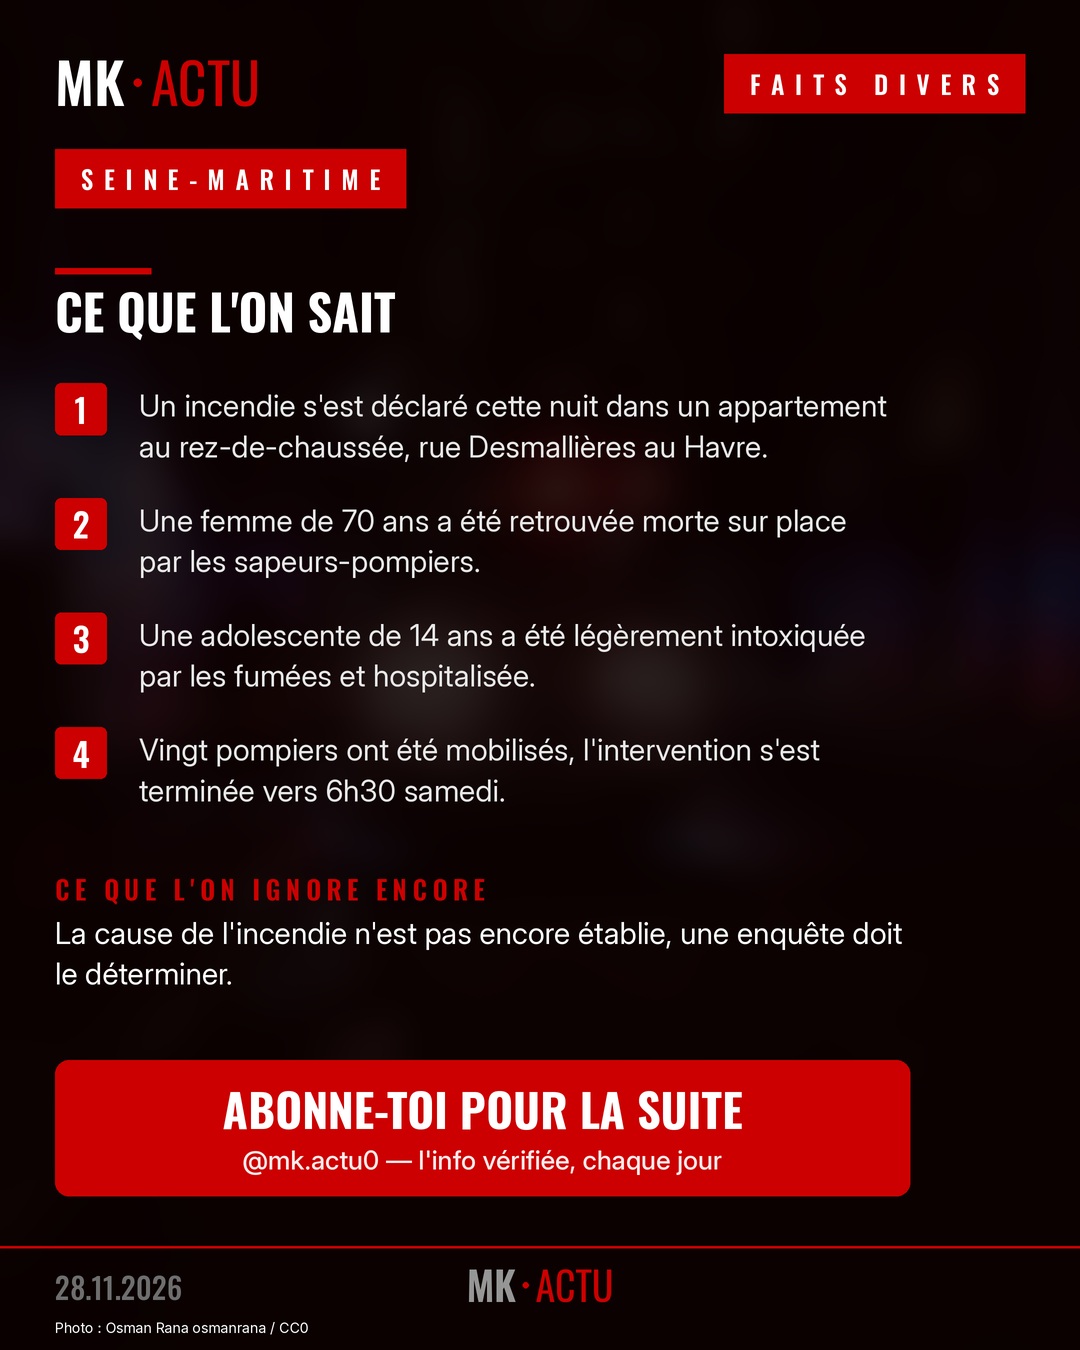 MK·ACTU
FAITS DIVERS
SEINE-MARITIME
CE QUE L'ON SAIT
1
Un incendie s'est déclaré cette nuit dans un appartement
au rez-de-chaussée, rue Desmallières au Havre.
2
Une femme de 70 ans a été retrouvée morte sur place
par les sapeurs-pompiers.
3
Une adolescente de 14 ans a été légèrement intoxiquée
par les fumées et hospitalisée.
4
Vingt pompiers ont été mobilisés, l'intervention s'est
terminée vers 6h30 samedi.
CE QUE L'ON IGNORE ENCORE
La cause de l'incendie n'est pas encore établie, une enquête doit
le déterminer.
ABONNE-TOI POUR LA SUITE
@mk.actu0 — l'info vérifiée, chaque jour
28.11.2026
MK·ACTU
Photo : Osman Rana osmanrana / CC0